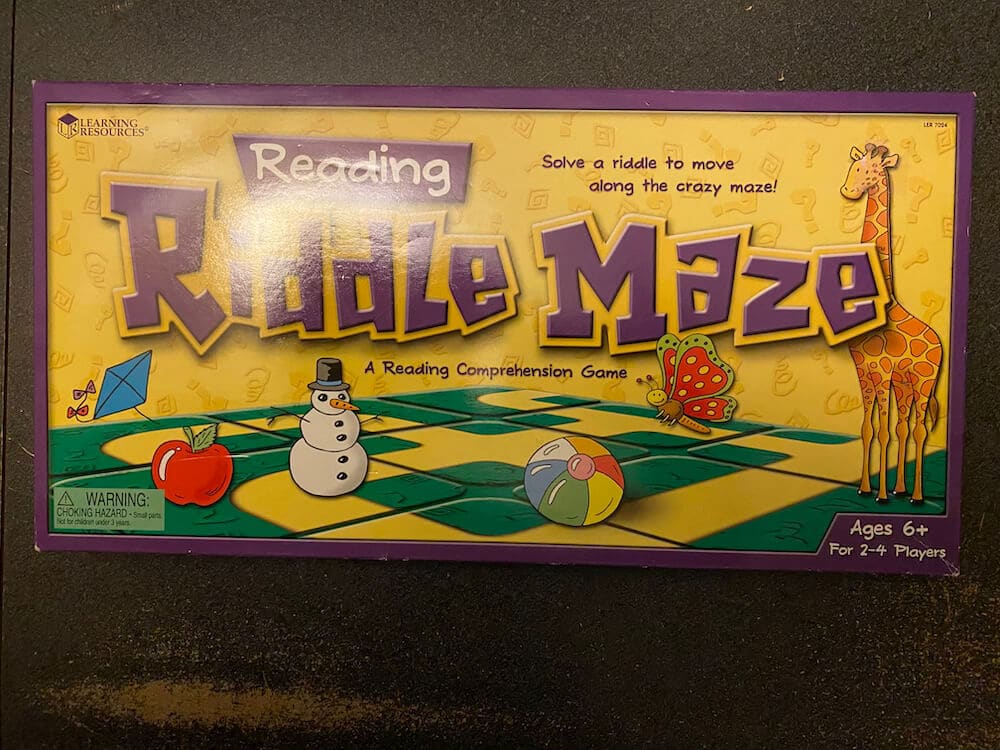 LEARNING
RESOURCES®
LER 7024
Reading
Solve a riddle to move
along the crazy maze!
Riddle Maze
A Reading Comprehension Game
WARNING:
CHOKING HAZARD - Small parts.
Not for children under 3 years.
Ages 6+
For 2-4 Players